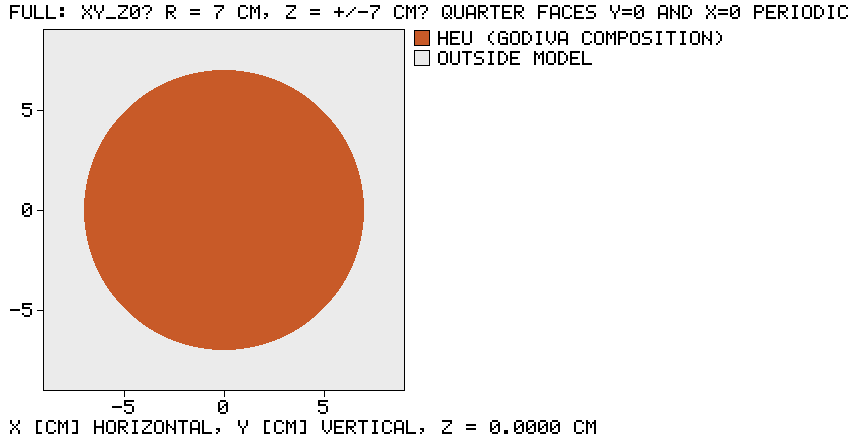 FULL: XY_Z0? R = 7 CM, Z = +/-7 CM? QUARTER FACES Y=0 AND X=0 PERIODIC
HEU (GODIVA COMPOSITION)
OUTSIDE MODEL
5
0
-5
-5 0 5
X [CM] HORIZONTAL, Y [CM] VERTICAL, Z = 0.0000 CM